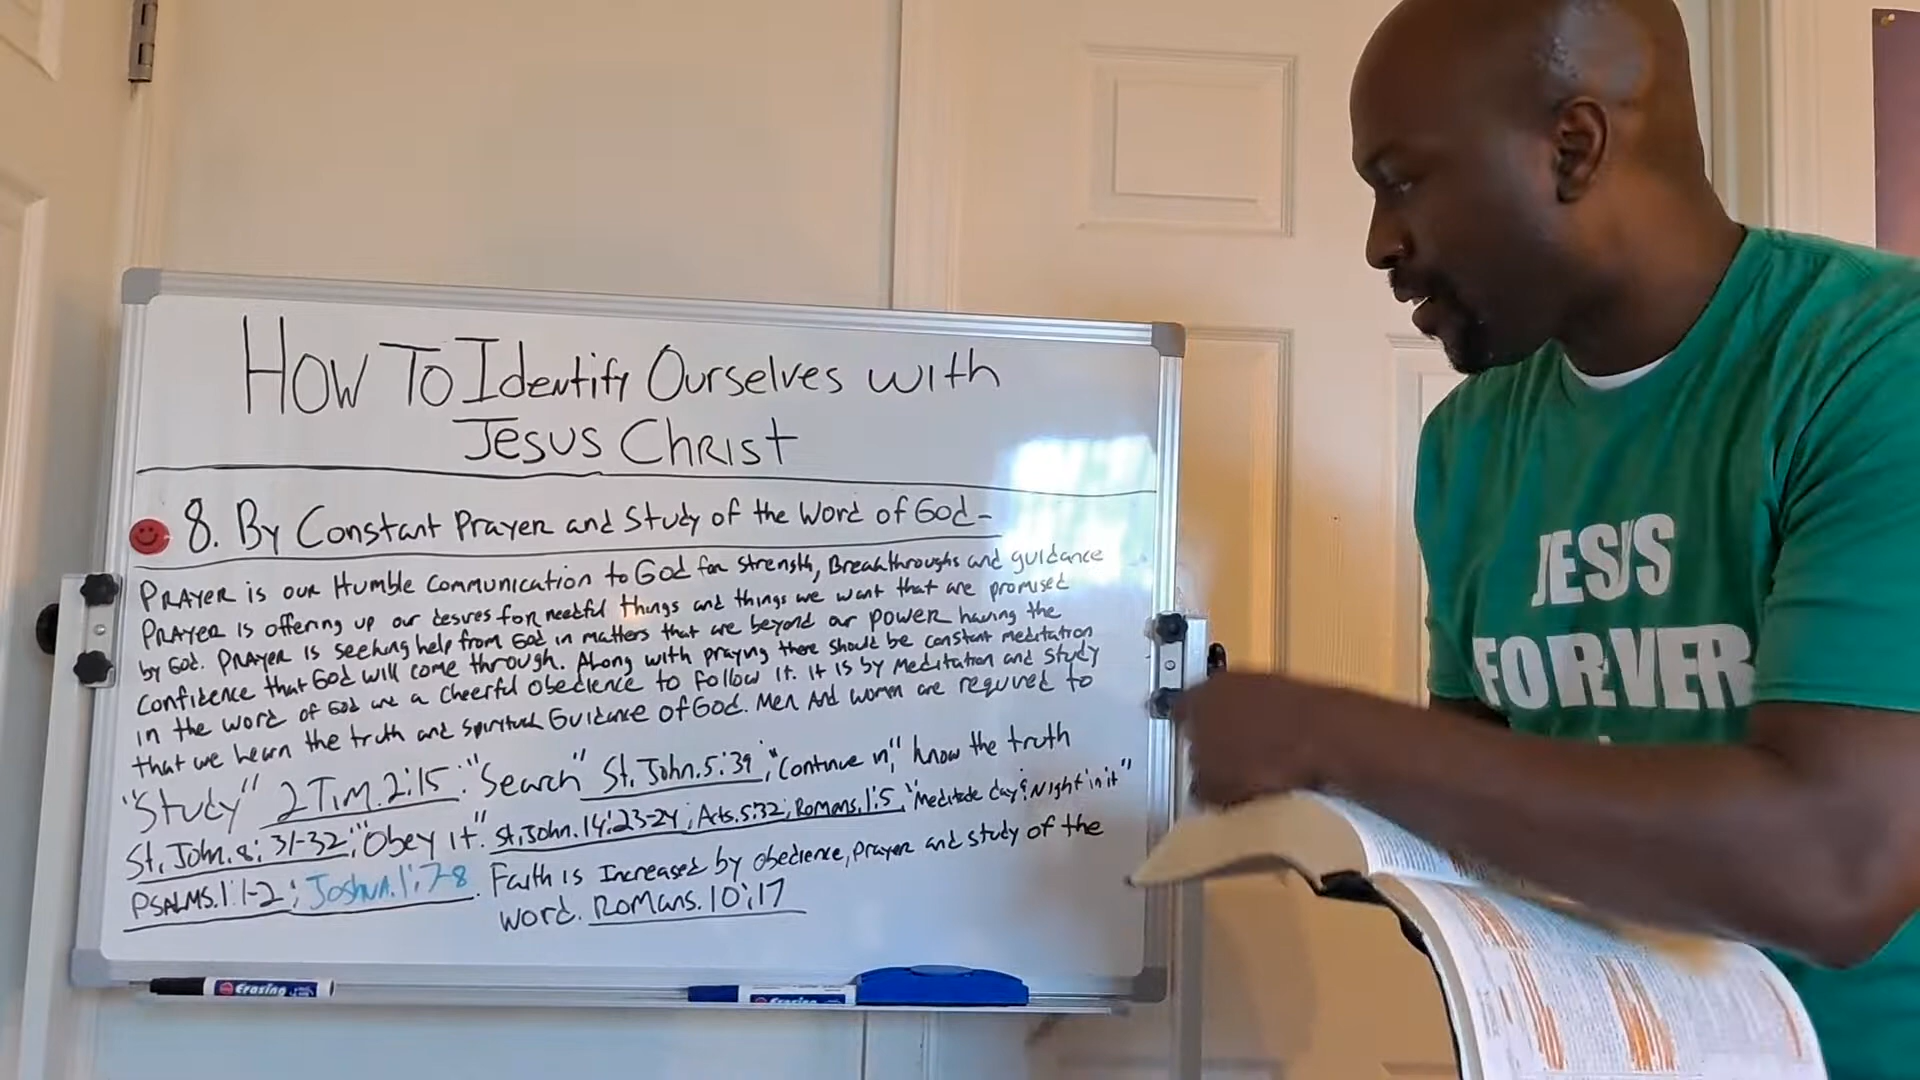 HOW TO Identify OURSELVES WITH
JESUS CHRIST
8. By Constant Prayer and Study of the Word of God-
PRAYER is our Humble Communication to God for strength, Breakthroughs and guidance
PRAYER is offering up our desires for needful things and things we want that are promised
by God. PRAYER is seeking help from God in matters that are beyond our power having the
confidence that God will come through. Along with praying there should be constant meditation
in the word of God and a cheerful obedience to follow it. it is by meditation and study
that we learn the truth and spiritual Guidance of God. Men And women are required to
"Study" 2 Tim. 2:15; "Search" St. John. 5:39; "Continue in," know the truth
St. John. 8:31-32; "Obey it". St. John. 14:23-24; Acts. 5:32; Romans. 1:5, "Meditate day & Night in it"
PSALMS. 1:1-2; Joshua. 1:7-8. Faith is Increased by obedience, prayer and study of the
word. Romans. 10:17
Erasing
JESUS
FORVER